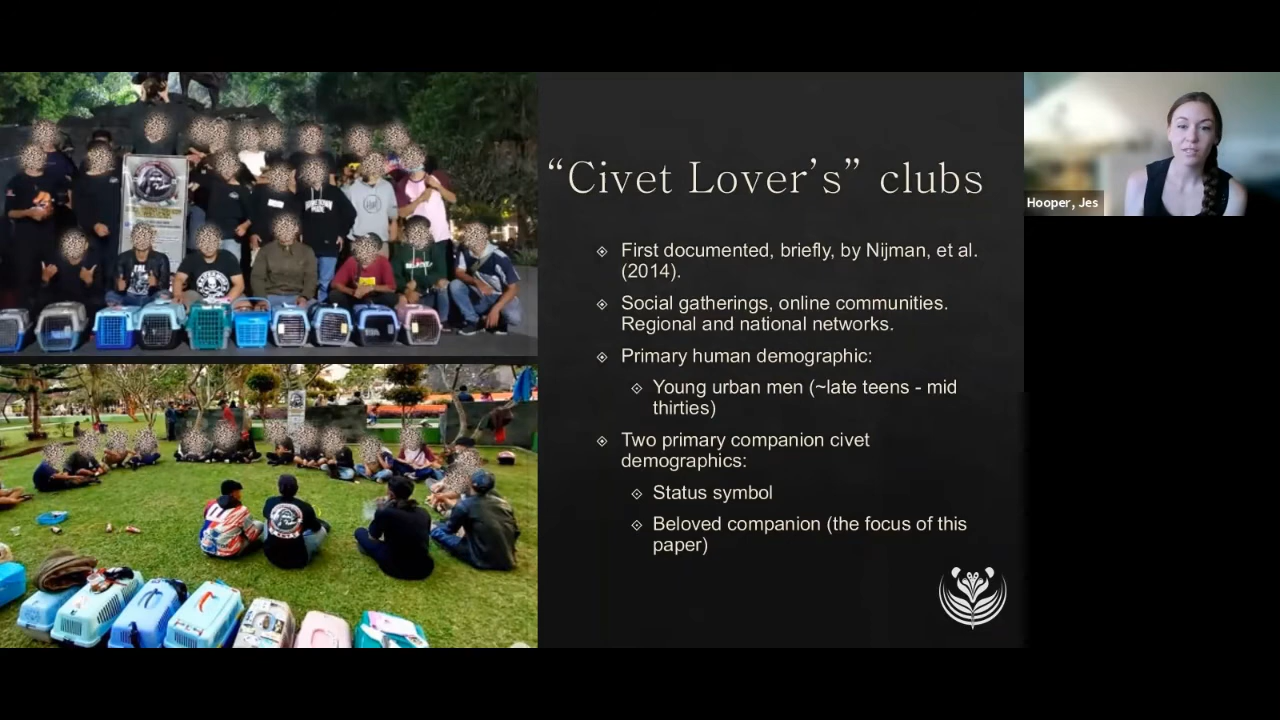 “Civet Lover’s” clubs
First documented, briefly, by Nijman, et al.
(2014).
Social gatherings, online communities.
Regional and national networks.
Primary human demographic:
Young urban men (~late teens - mid
thirties)
Two primary companion civet
demographics:
Status symbol
Beloved companion (the focus of this
paper)
Hooper, Jes